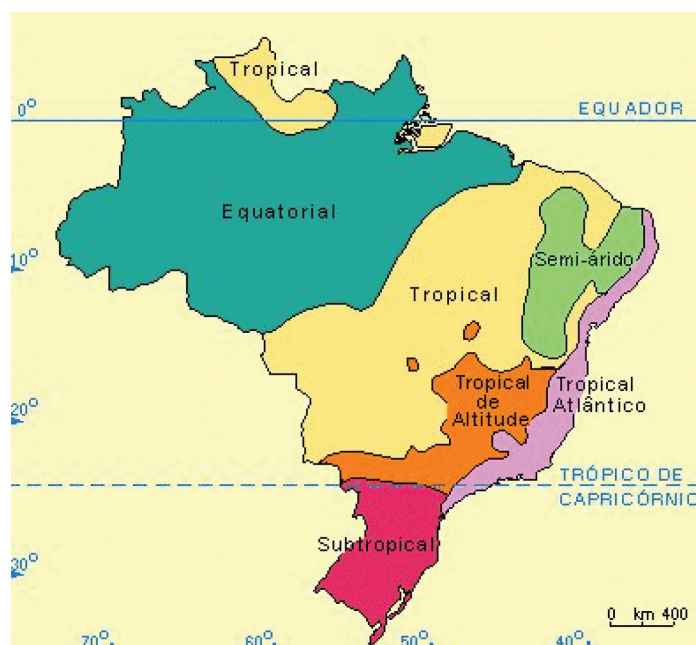 Tropical
0°
EQUADOR
Equatorial
10°
Semi-árido
Tropical
Tropical
de
Altitude
Tropical
Atlântico
20°
TRÓPICO DE
CAPRICÓRNIO
Subtropical
30°
0 km 400
70° 60° 50° 40°